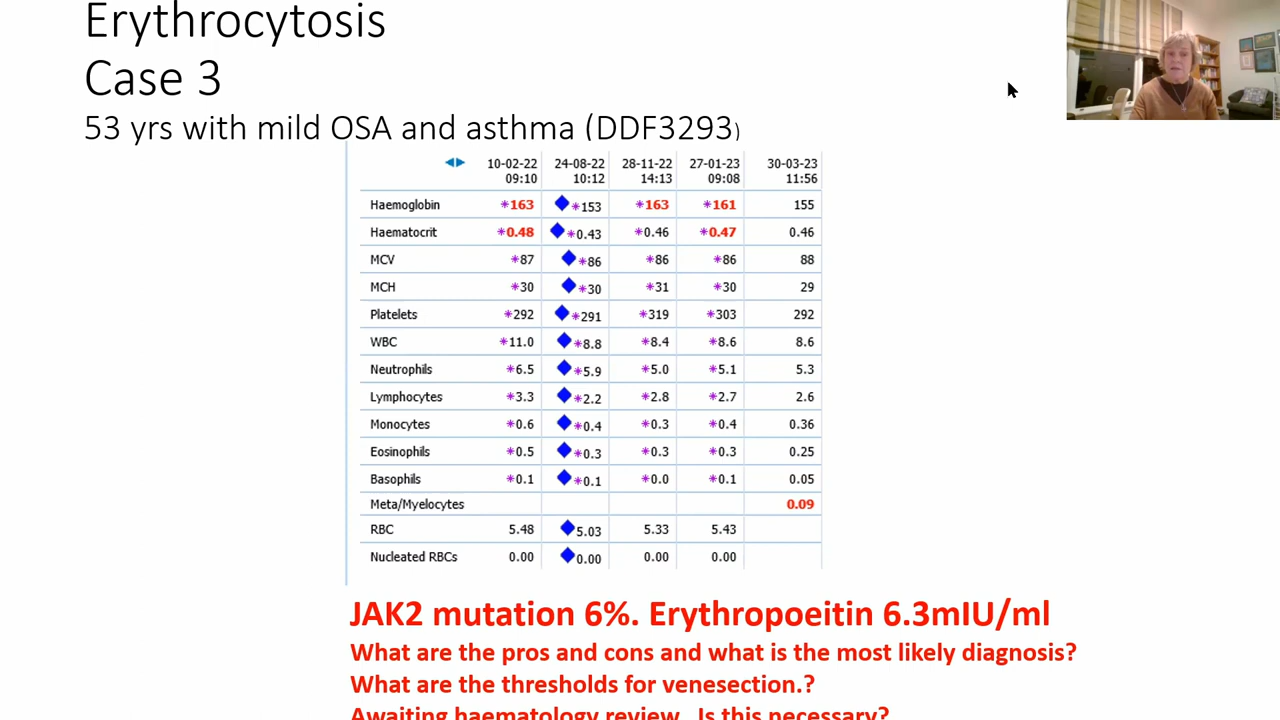 Erythrocytosis
Case 3
53 yrs with mild OSA and asthma (DDF3293)
10-02-22 24-08-22 28-11-22 27-01-23 30-03-23
09:10 10:12 14:13 09:08 11:56
Haemoglobin *163 *153 *163 *161 155
Haematocrit *0.48 *0.43 *0.46 *0.47 0.46
MCV *87 *86 *86 *86 88
MCH *30 *30 *31 *30 29
Platelets *292 *291 *319 *303 292
WBC *11.0 *8.8 *8.4 *8.6 8.6
Neutrophils *6.5 *5.9 *5.0 *5.1 5.3
Lymphocytes *3.3 *2.2 *2.8 *2.7 2.6
Monocytes *0.6 *0.4 *0.3 *0.4 0.36
Eosinophils *0.5 *0.3 *0.3 *0.3 0.25
Basophils *0.1 *0.1 *0.0 *0.1 0.05
Meta/Myelocytes 0.09
RBC 5.48 5.03 5.33 5.43
Nucleated RBCs 0.00 0.00 0.00 0.00
JAK2 mutation 6%. Erythropoeitin 6.3mIU/ml
What are the pros and cons and what is the most likely diagnosis?
What are the thresholds for venesection.?
Awaiting haematology review. Is this necessary?